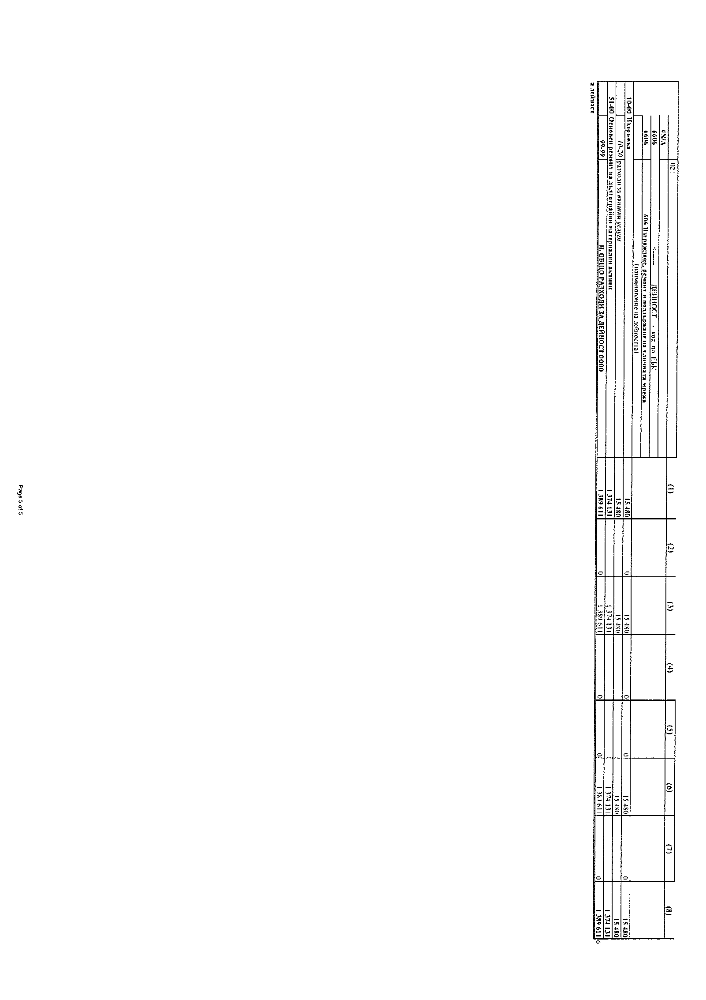 02 (1) (2) (3) (4) (5) (6) (7) (8)
#N/A
6606 <------ ДЕЙНОСТ - код по ЕБК
6606 606 Изграждане, ремонт и поддържане на уличната мрежа
(наименование на дейността)
10-00 Издръжка 15 480 0 15 480 0 0 15 480 0 15 480
10-20 разходи за външни услуги 15 480 15 480 15 480 15 480
51-00 Основен ремонт на дълготрайни материални активи 1 374 131 1 374 131 1 374 131 1 374 131
99-99 II. ОБЩО РАЗХОДИ ЗА ДЕЙНОСТ 0000 1 389 611 0 1 389 611 0 0 1 389 611 0 1 389 611 6
а дейност
Page 5 of 5